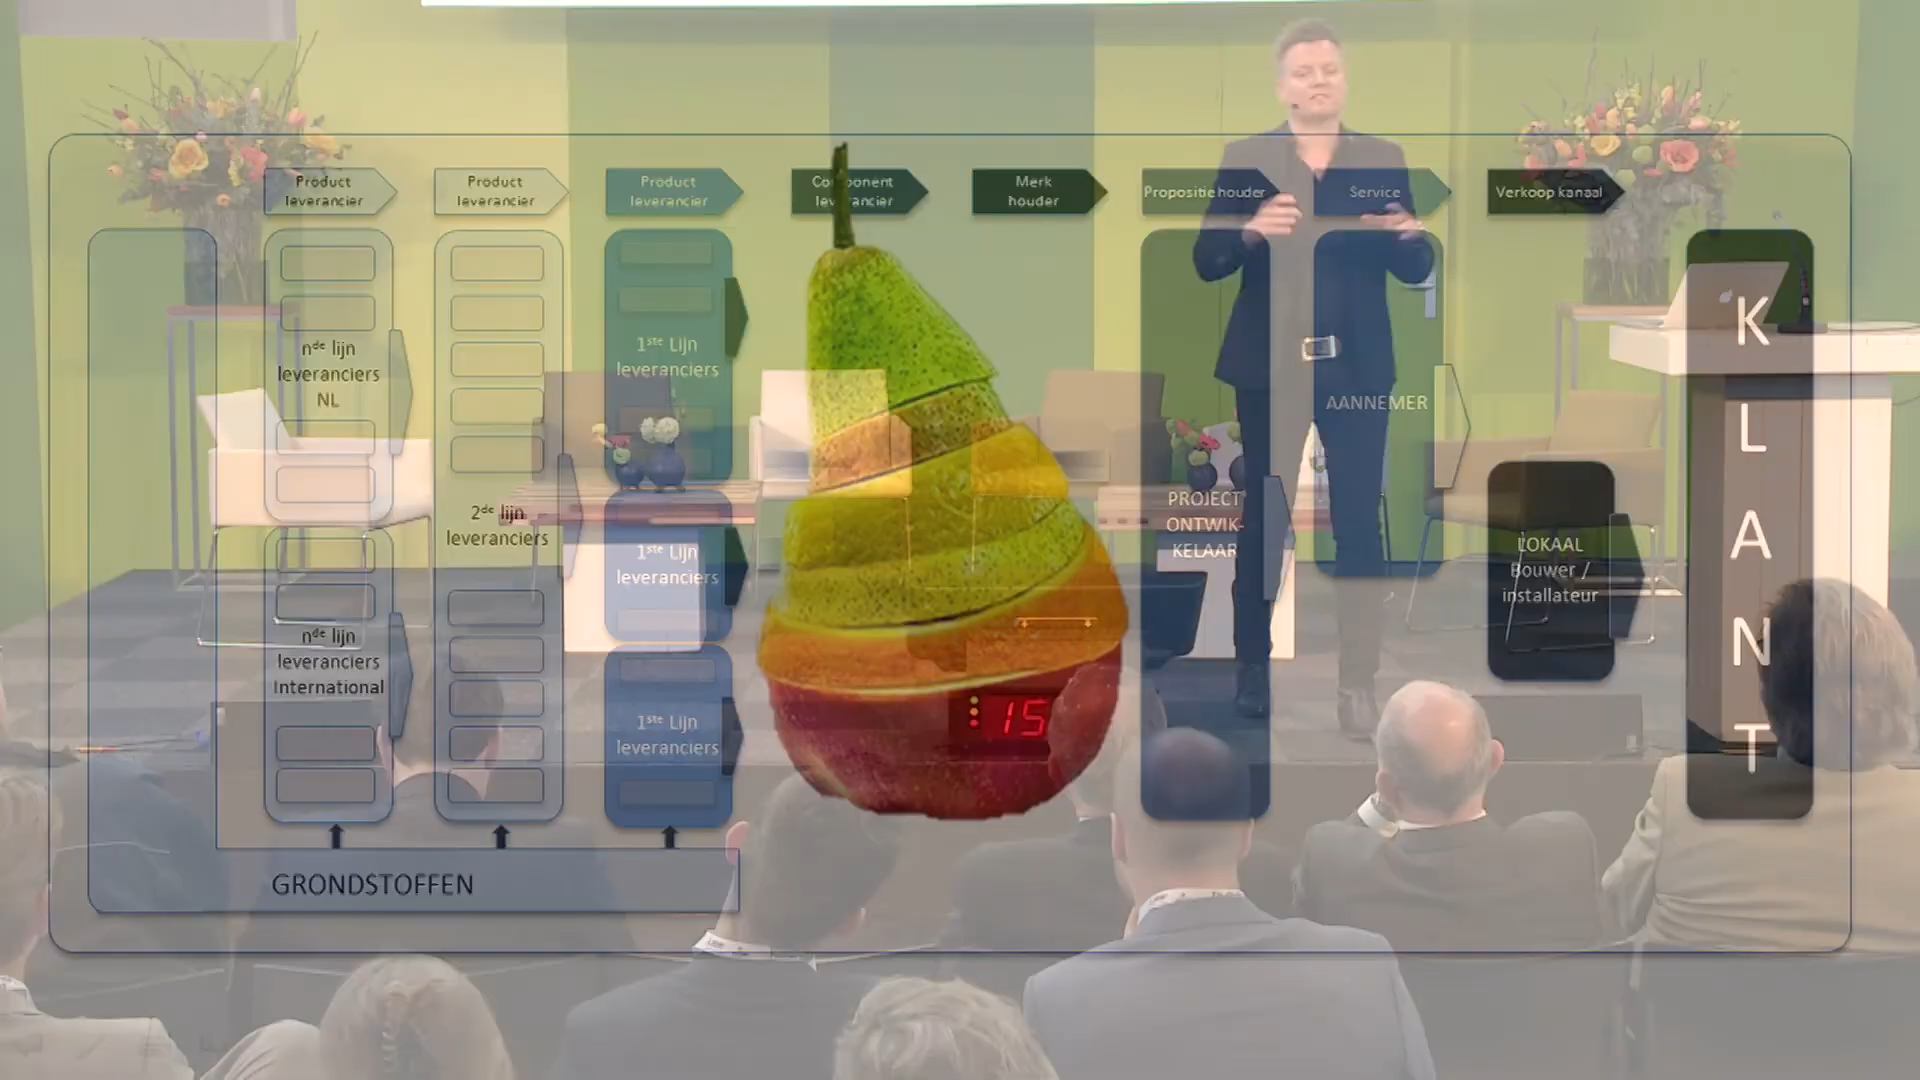 Product
leverancier
Product
leverancier
Product
leverancier
Component
leverancier
Merk
houder
Propositie houder
Service
Verkoop kanaal
nde lijn
leveranciers
NL
nde lijn
leveranciers
International
2de lijn
leveranciers
1ste Lijn
leveranciers
1ste Lijn
leveranciers
1ste Lijn
leveranciers
15
PROJECT
ONTWIK-
KELAAR
AANNEMER
LOKAAL
Bouwer /
installateur
K
L
A
N
T
GRONDSTOFFEN